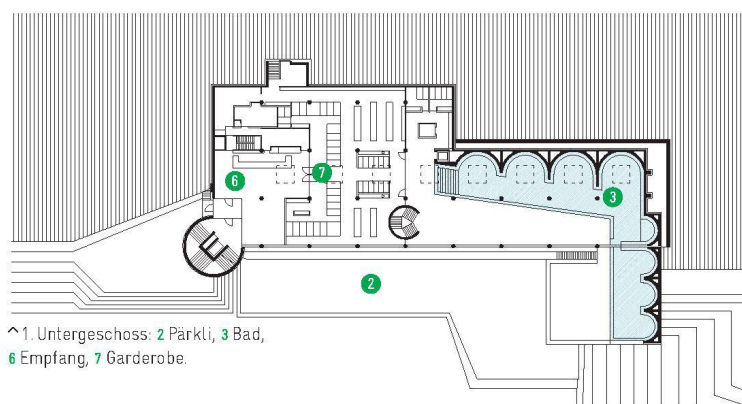 6
7
3
2
^1. Untergeschoss: 2 Pärkli, 3 Bad,
6 Empfang, 7 Garderobe.